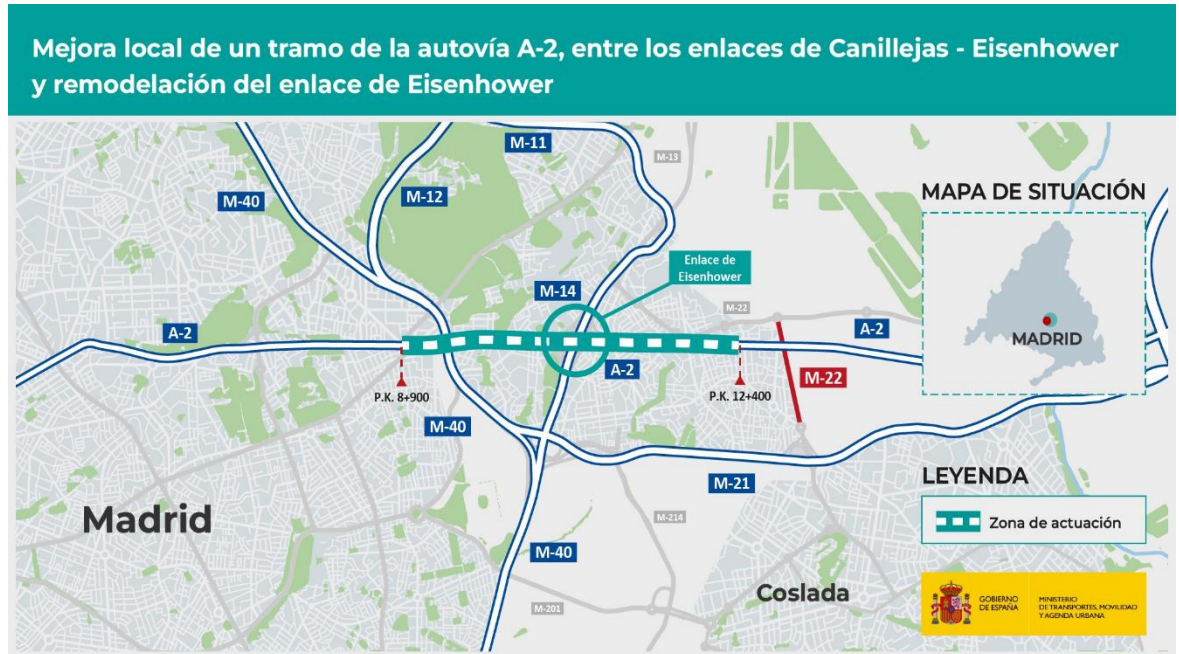 Mejora local de un tramo de la autovía A-2, entre los enlaces de Canillejas - Eisenhower
y remodelación del enlace de Eisenhower
M-11
M-13
M-40
M-12
MAPA DE SITUACIÓN
Enlace de
Eisenhower
M-14
M-22
A-2
A-2
MADRID
A-2
M-22
P.K. 8+900
P.K. 12+400
M-40
LEYENDA
M-21
Madrid
M-214
Zona de actuación
M-40
Coslada
M-201
GOBIERNO
DE ESPAÑA
MINISTERIO
DE TRANSPORTES, MOVILIDAD
Y AGENDA URBANA